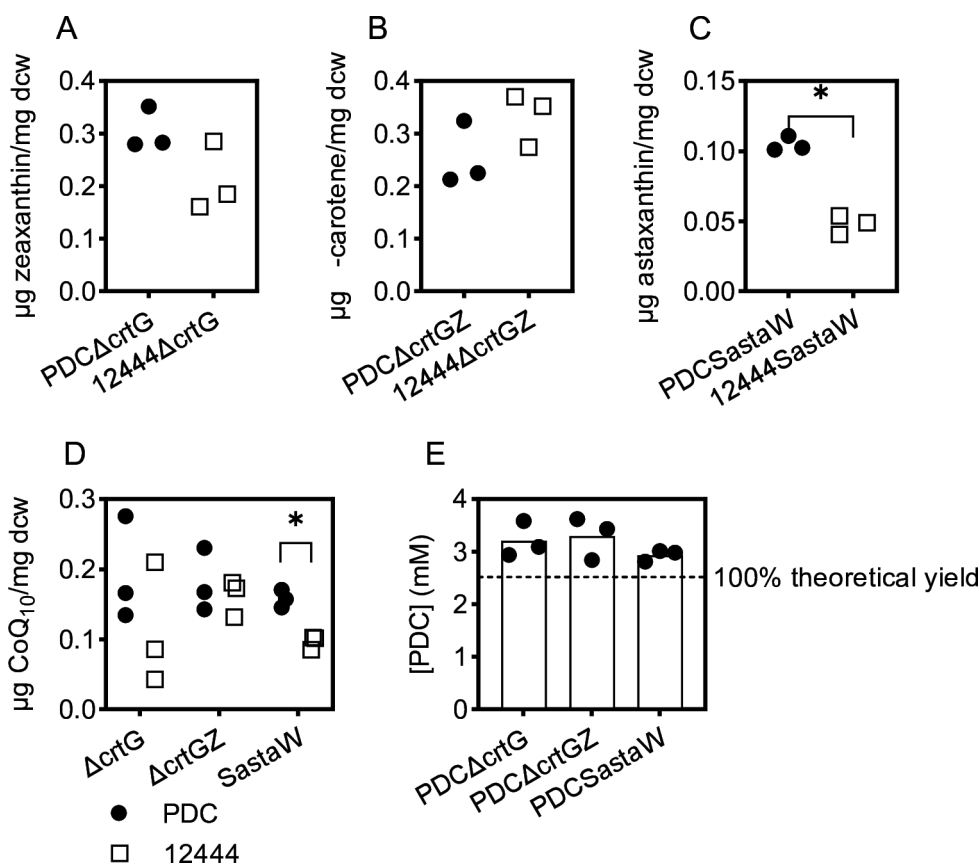 A
B
C
µg zeaxanthin/mg dcw
0.4
0.3
0.2
0.1
0.0
PDCΔcrtG
12444ΔcrtG
µg -carotene/mg dcw
0.4
0.3
0.2
0.1
0.0
PDCΔcrtGZ
12444ΔcrtGZ
µg astaxanthin/mg dcw
0.15
0.10
0.05
0.00
*
PDCSastaW
12444SastaW
D
E
µg CoQ10/mg dcw
0.3
0.2
0.1
0.0
*
ΔcrtG
ΔcrtGZ
SastaW
PDC
12444
[PDC] (mM)
4
3
2
1
0
100% theoretical yield
PDCΔcrtG
PDCΔcrtGZ
PDCSastaW